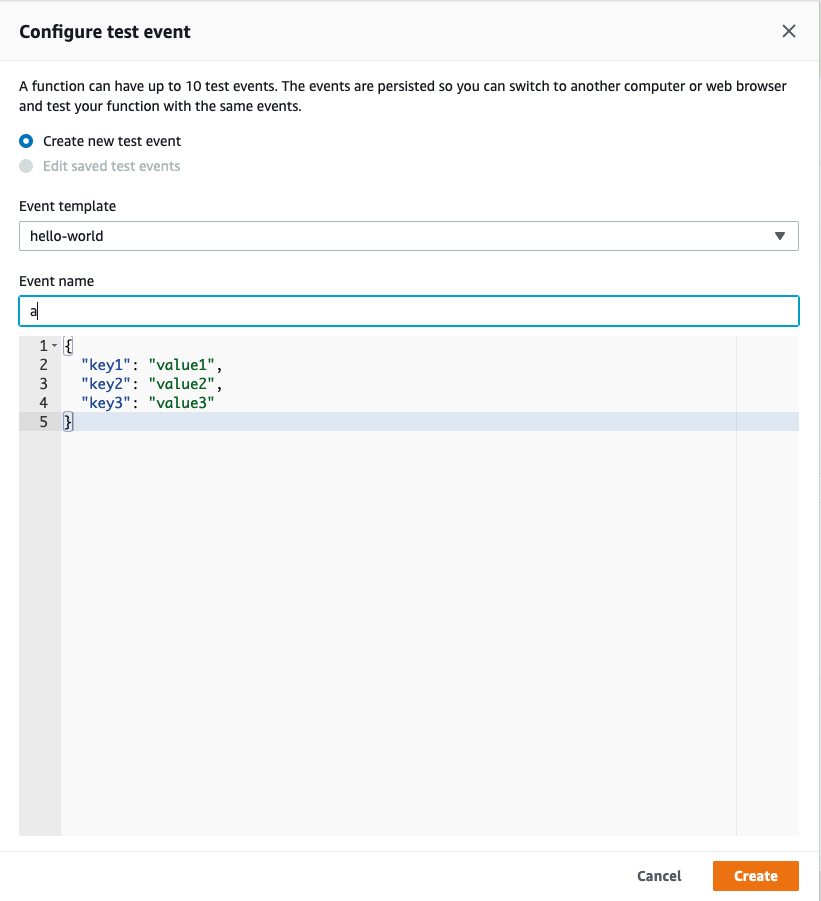 Configure test event
A function can have up to 10 test events. The events are persisted so you can switch to another computer or web browser
and test your function with the same events.
Create new test event
Edit saved test events
Event template
hello-world
Event name
a
1 {
2   "key1": "value1",
3   "key2": "value2",
4   "key3": "value3"
5 }
Cancel Create